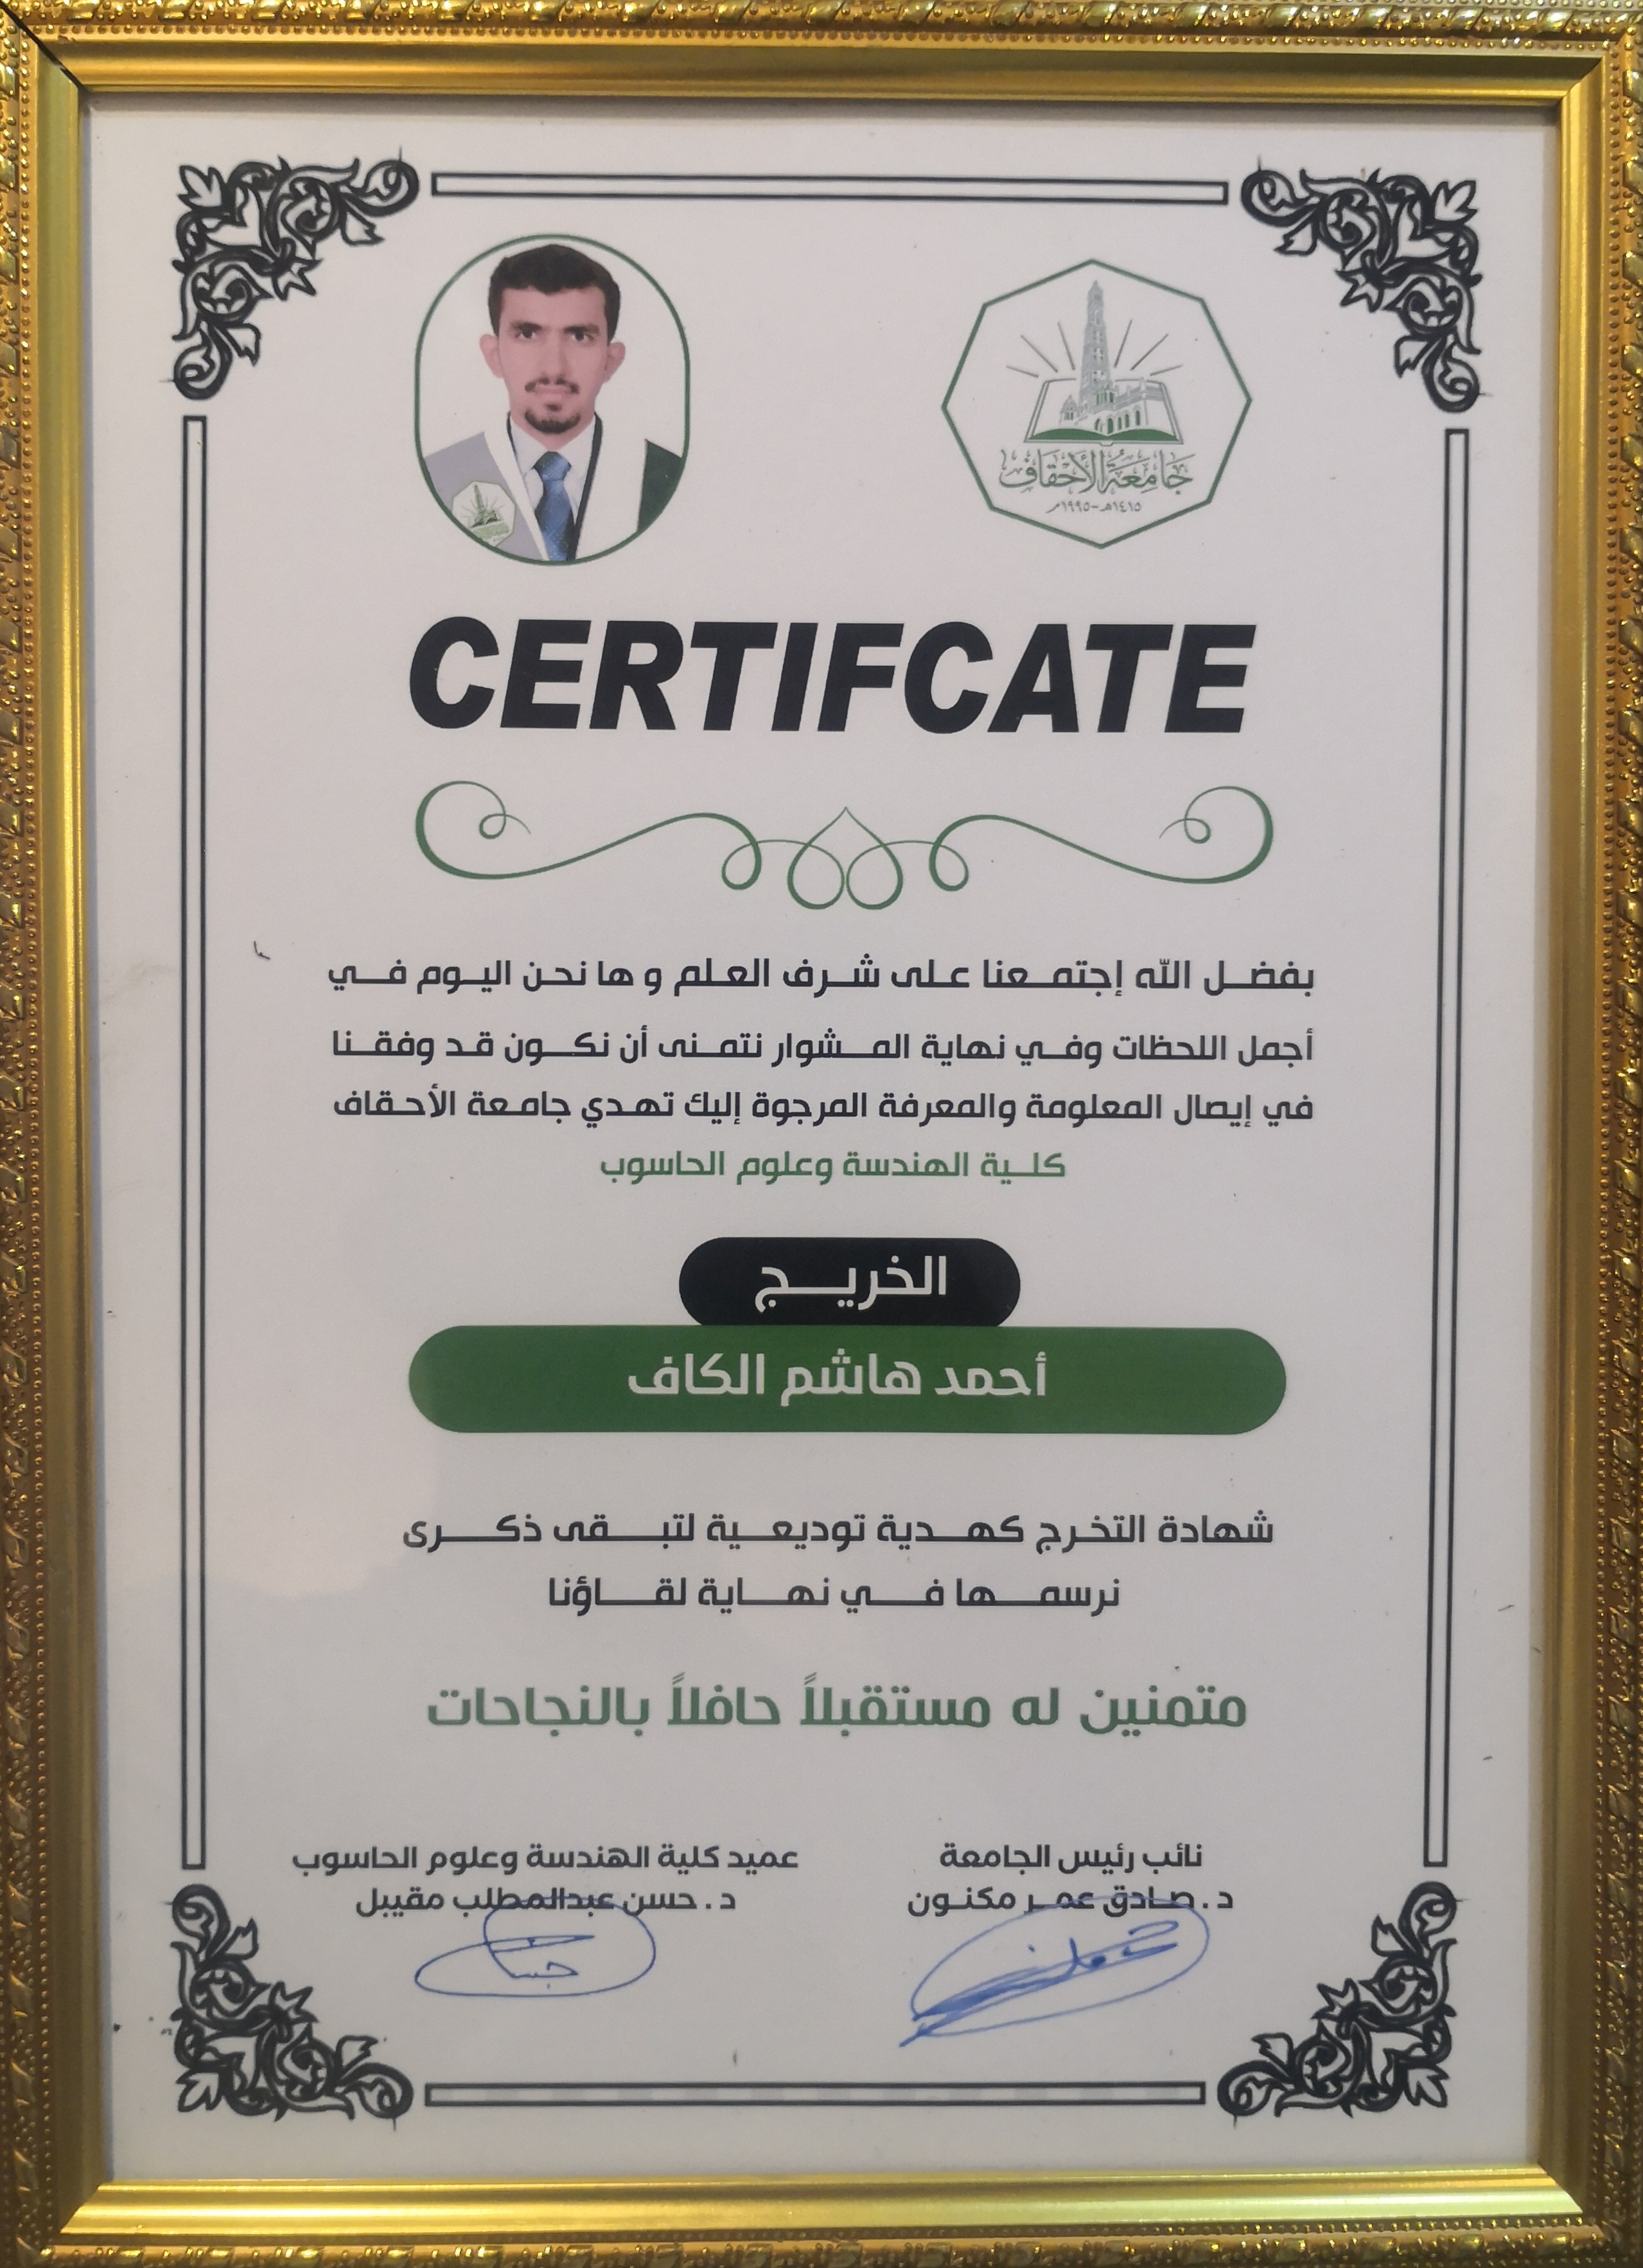 جامعة الأحقاف
١٤١٥هـ-١٩٩٥م
CERTIFCATE
بفضل الله إجتمعنا على شرف العلم و ها نحن اليوم في
أجمل اللحظات وفي نهاية المشوار نتمنى أن نكون قد وفقنا
في إيصال المعلومة والمعرفة المرجوة إليك تهدي جامعة الأحقاف
كلية الهندسة وعلوم الحاسوب
الخريج
أحمد هاشم الكاف
شهادة التخرج كهدية توديعية لتبقى ذكرى
نرسمها في نهاية لقاؤنا
متمنين له مستقبلاً حافلاً بالنجاحات
نائب رئيس الجامعة
د. صادق عمر مكنون
عميد كلية الهندسة وعلوم الحاسوب
د. حسن عبدالمطلب مقيبل